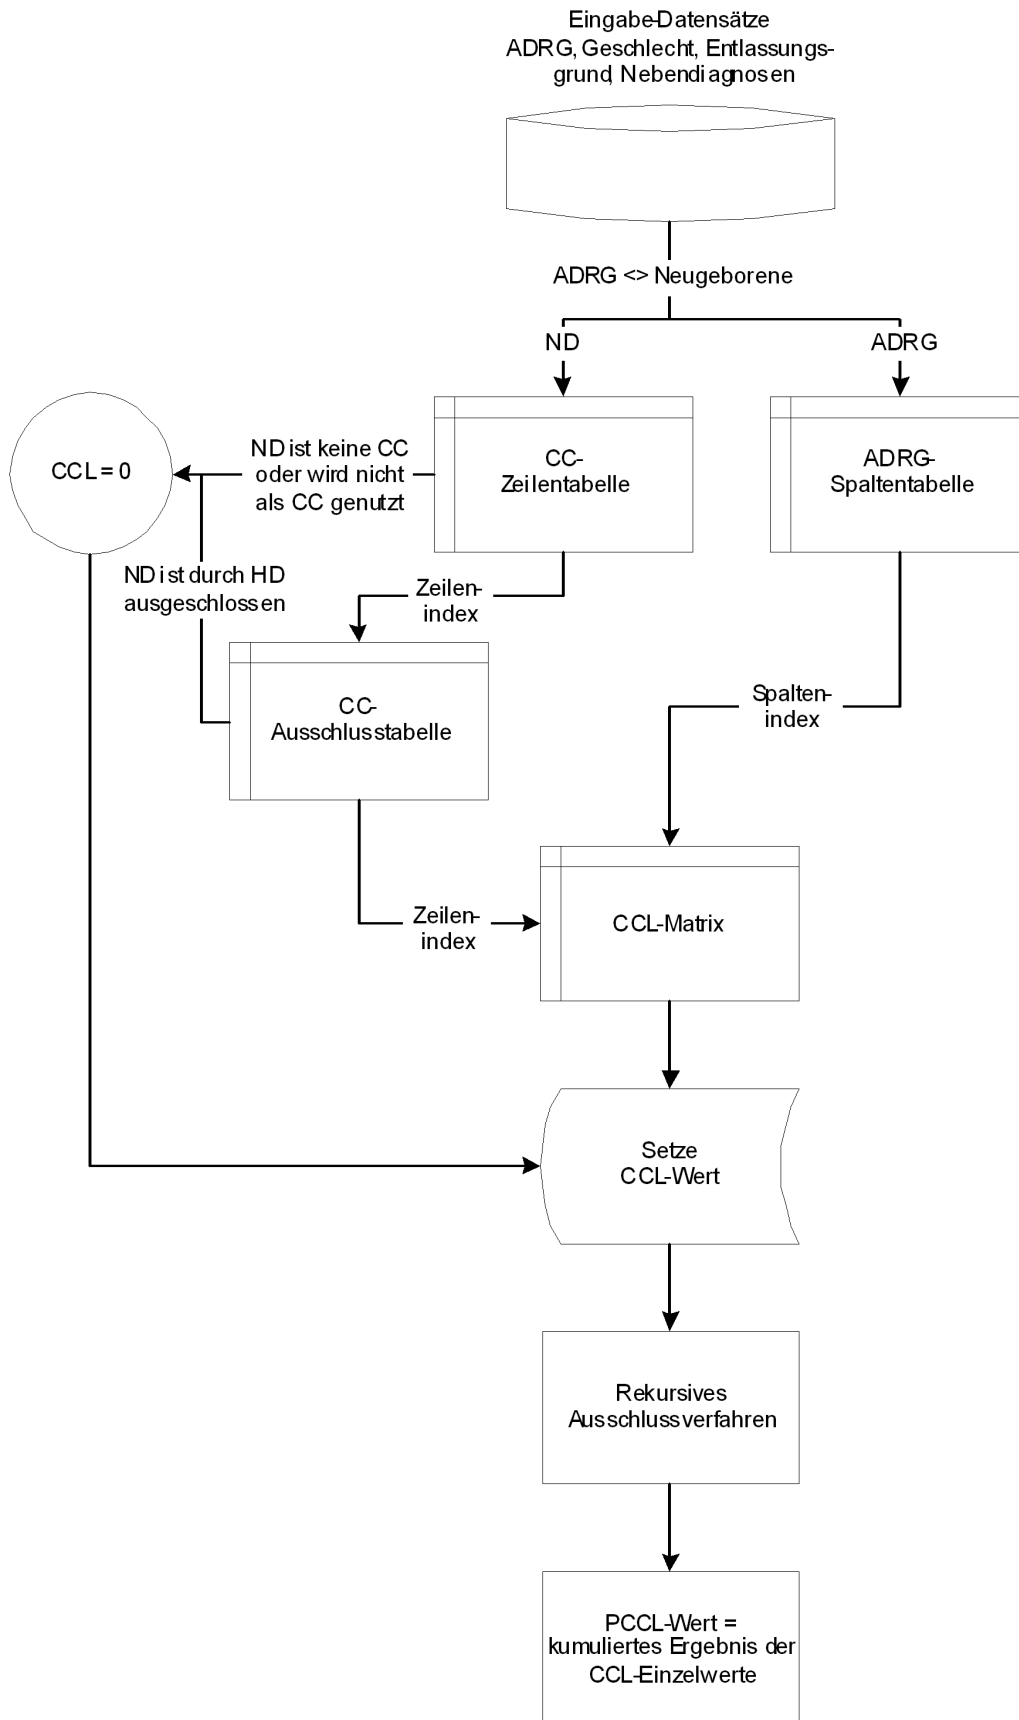 Eingabe-Datensätze
ADRG, Geschlecht, Entlassungs-
grund, Nebendiagnosen
ADRG <> Neugeborene
ND
ADRG
CCL = 0
ND ist keine CC
oder wird nicht
als CC genutzt
CC-
Zeilentabelle
ADRG-
Spaltentabelle
ND ist durch HD
ausgeschlossen
Zeilen-
index
CC-
Ausschlusstabelle
Spalten-
index
Zeilen-
index
CCL-Matrix
Setze
CCL-Wert
Rekursives
Ausschlussverfahren
PCCL-Wert =
kumuliertes Ergebnis der
CCL-Einzelwerte